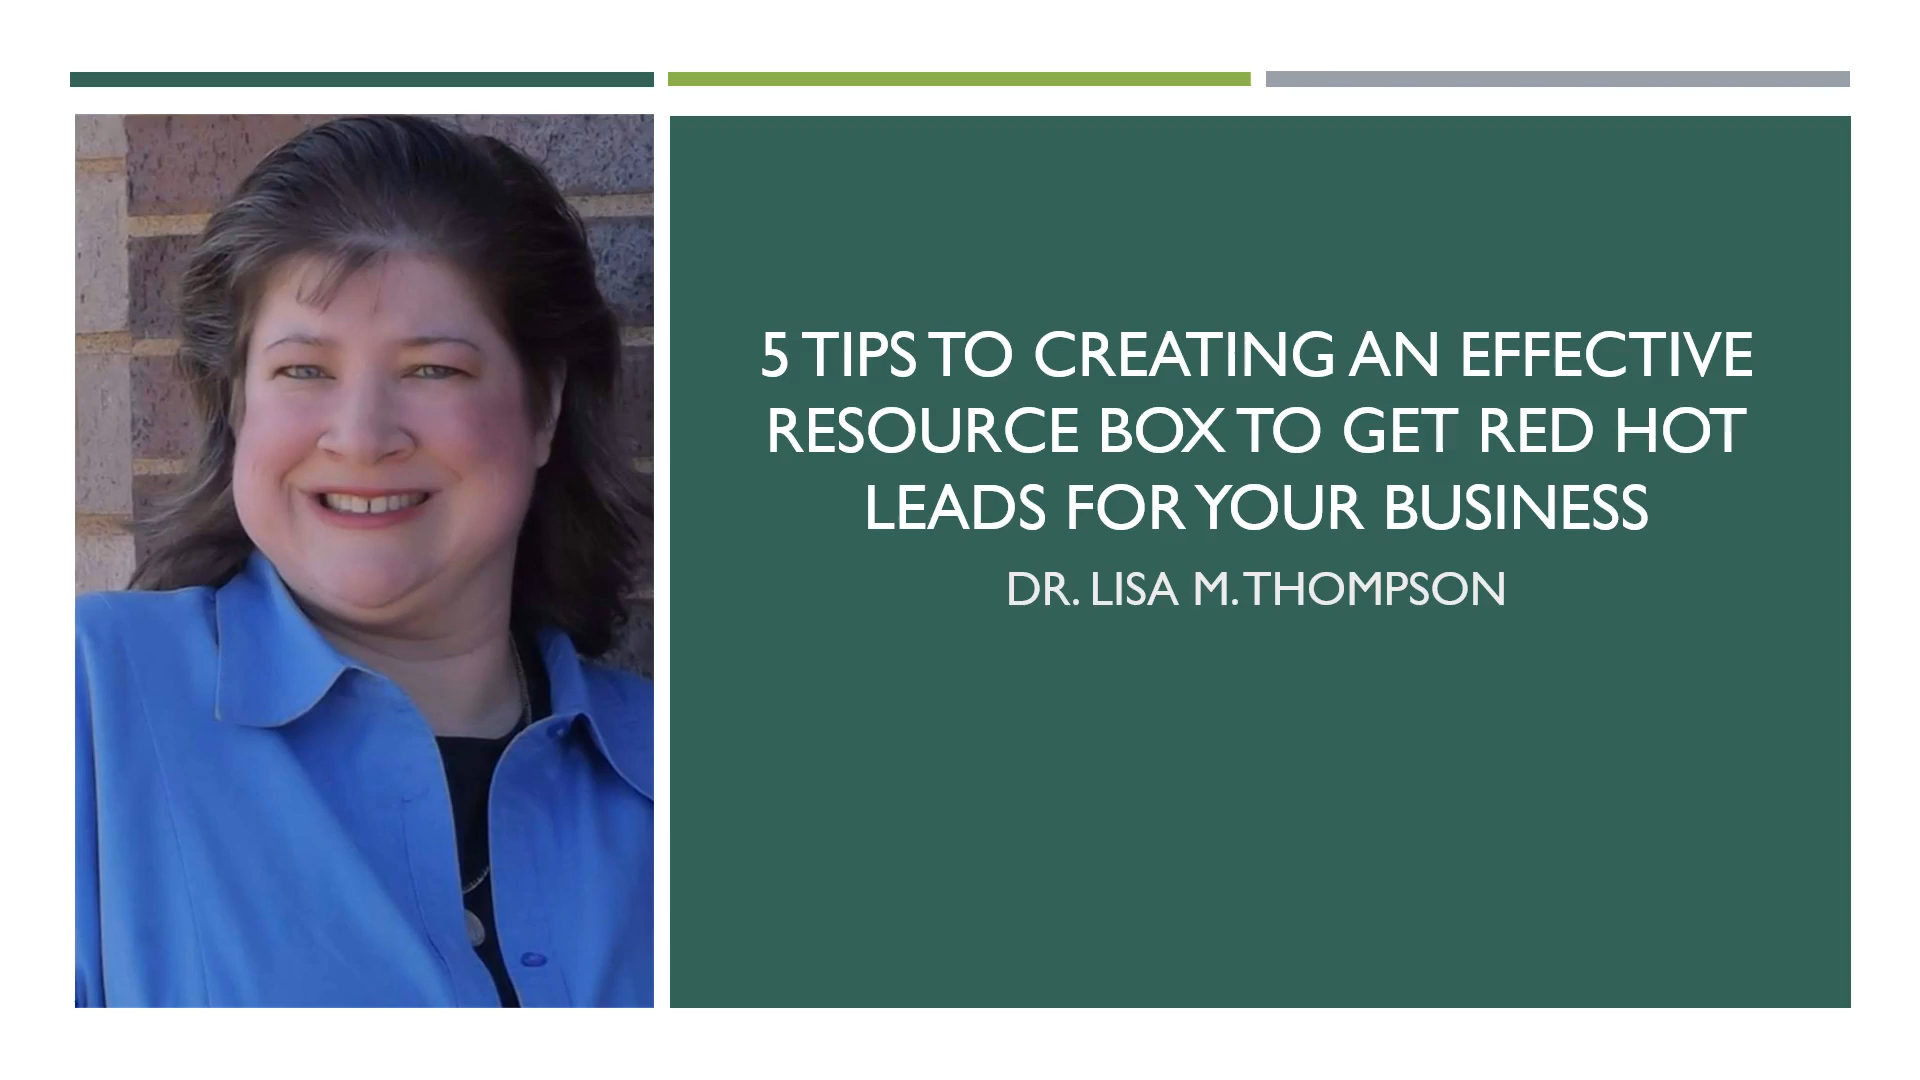 5 TIPS TO CREATING AN EFFECTIVE
RESOURCE BOX TO GET RED HOT
LEADS FOR YOUR BUSINESS
DR. LISA M. THOMPSON